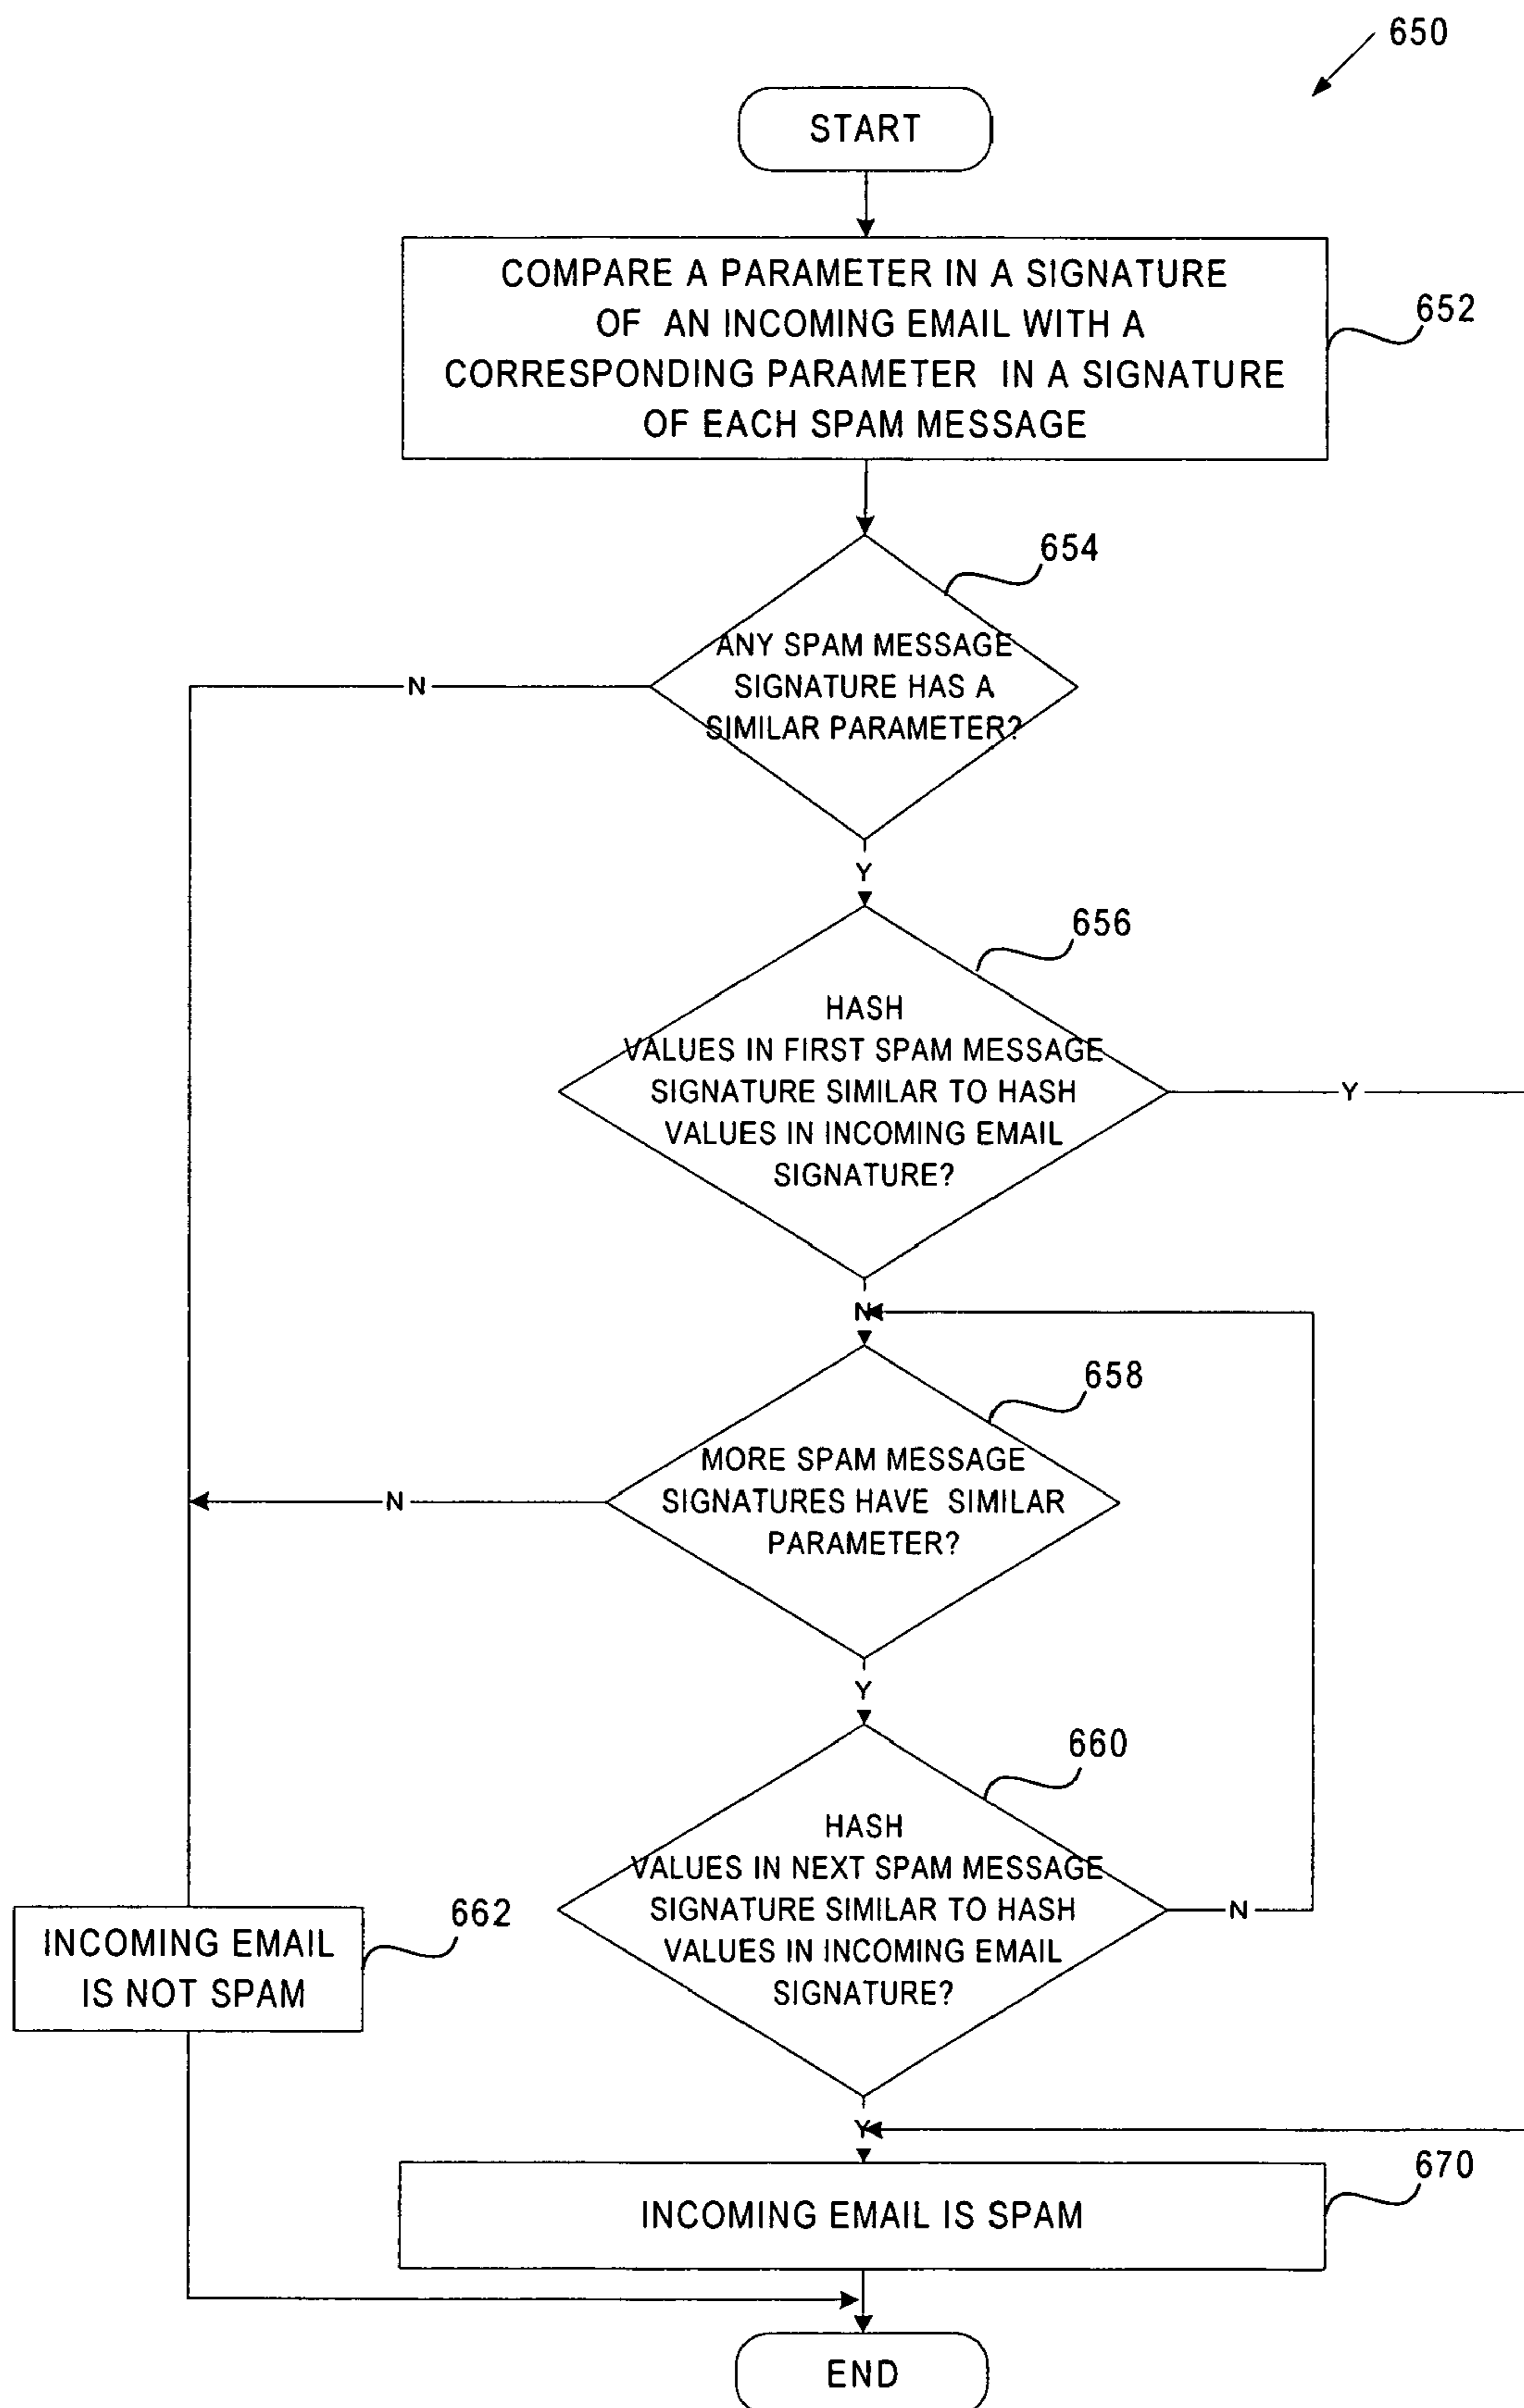 650
START
COMPARE A PARAMETER IN A SIGNATURE
OF AN INCOMING EMAIL WITH A
CORRESPONDING PARAMETER IN A SIGNATURE
OF EACH SPAM MESSAGE
652
654
ANY SPAM MESSAGE
SIGNATURE HAS A
SIMILAR PARAMETER?
N
Y
656
HASH
VALUES IN FIRST SPAM MESSAGE
SIGNATURE SIMILAR TO HASH
VALUES IN INCOMING EMAIL
SIGNATURE?
Y
N
658
MORE SPAM MESSAGE
SIGNATURES HAVE SIMILAR
PARAMETER?
N
Y
660
HASH
VALUES IN NEXT SPAM MESSAGE
SIGNATURE SIMILAR TO HASH
VALUES IN INCOMING EMAIL
SIGNATURE?
N
662
INCOMING EMAIL
IS NOT SPAM
Y
670
INCOMING EMAIL IS SPAM
END